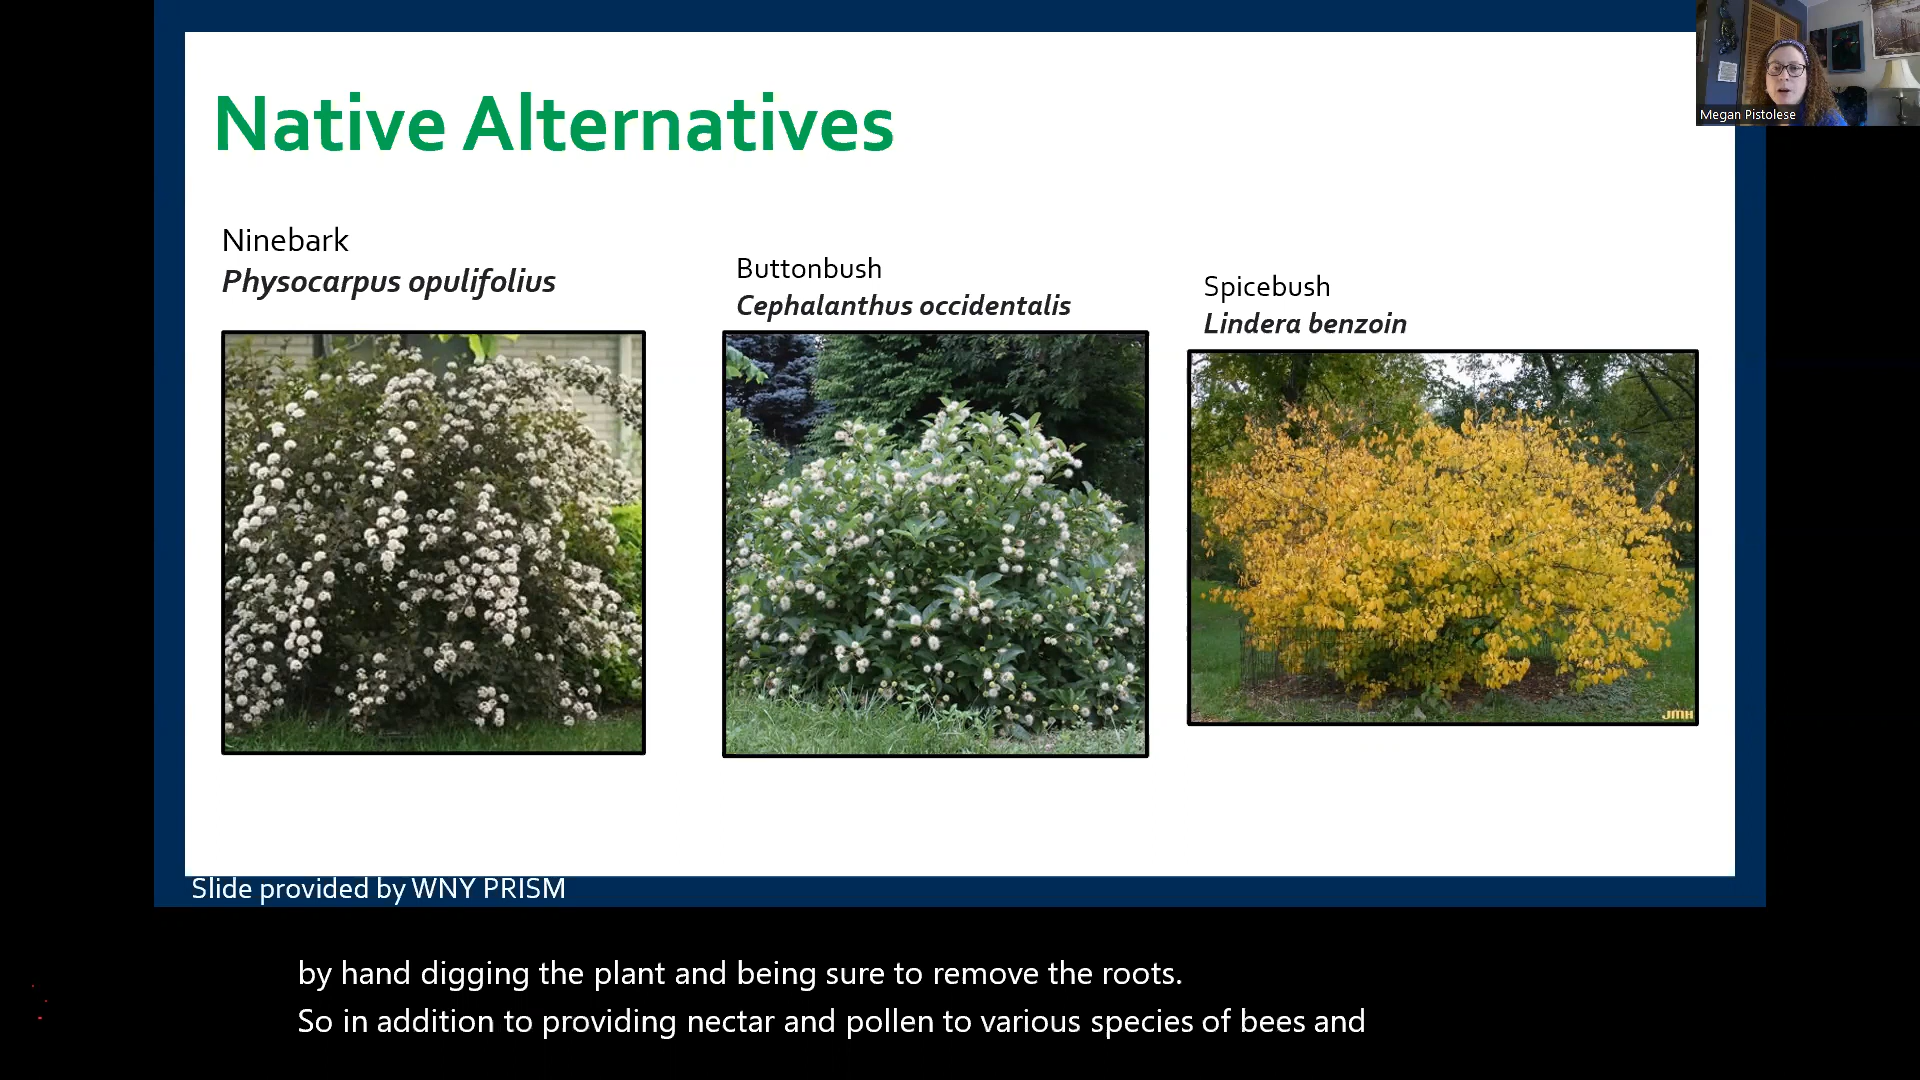 Native Alternatives
Megan Pistolese
Ninebark
Physocarpus opulifolius
Buttonbush
Cephalanthus occidentalis
Spicebush
Lindera benzoin
JMH
Slide provided by WNY PRISM
by hand digging the plant and being sure to remove the roots.
So in addition to providing nectar and pollen to various species of bees and